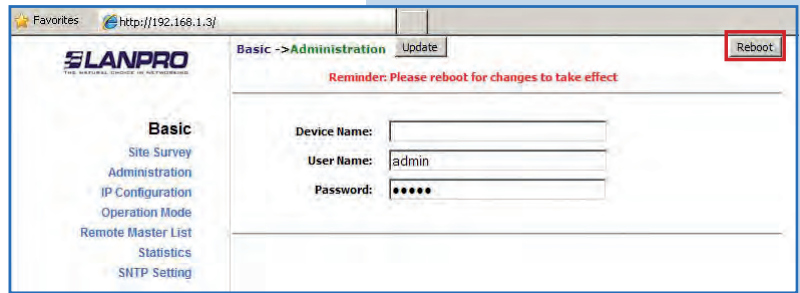 Favorites http://192.168.1.3/
LANPRO
THE NATURAL CHOICE IN NETWORKING
Basic ->Administration Update Reboot
Reminder: Please reboot for changes to take effect
Basic
Site Survey
Administration
IP Configuration
Operation Mode
Remote Master List
Statistics
SNTP Setting
Device Name:
User Name: admin
Password: •••••